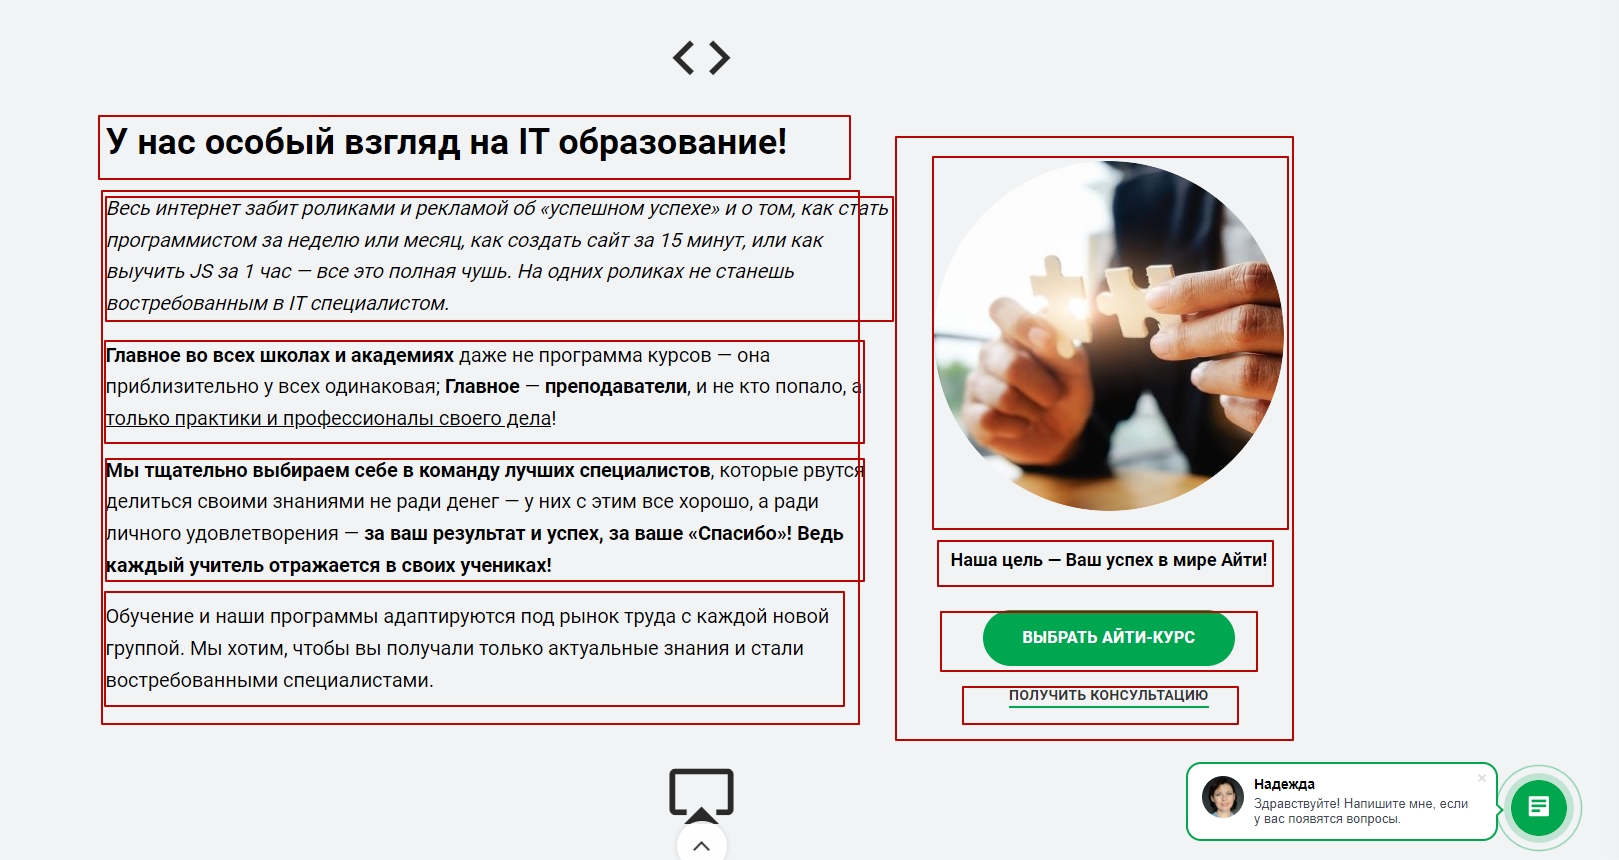 У нас особый взгляд на IT образование!
Весь интернет забит роликами и рекламой об «успешном успехе» и о том, как стать
программистом за неделю или месяц, как создать сайт за 15 минут, или как
выучить JS за 1 час — все это полная чушь. На одних роликах не станешь
востребованным в IT специалистом.
Главное во всех школах и академиях даже не программа курсов — она
приблизительно у всех одинаковая; Главное — преподаватели, и не кто попало, а
только практики и профессионалы своего дела!
Мы тщательно выбираем себе в команду лучших специалистов, которые рвутся
делиться своими знаниями не ради денег — у них с этим все хорошо, а ради
личного удовлетворения — за ваш результат и успех, за ваше «Спасибо»! Ведь
каждый учитель отражается в своих учениках!
Обучение и наши программы адаптируются под рынок труда с каждой новой
группой. Мы хотим, чтобы вы получали только актуальные знания и стали
востребованными специалистами.
Наша цель — Ваш успех в мире Айти!
ВЫБРАТЬ АЙТИ-КУРС
ПОЛУЧИТЬ КОНСУЛЬТАЦИЮ
Надежда
Здравствуйте! Напишите мне, если
у вас появятся вопросы.